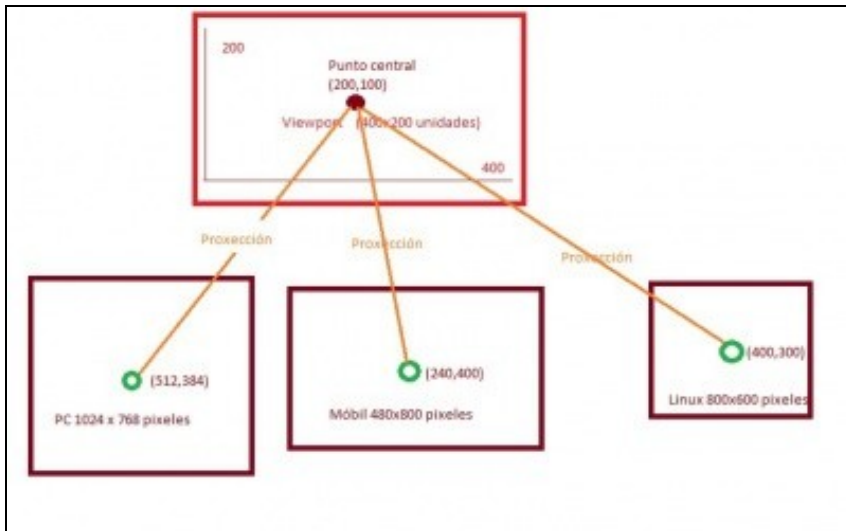 200
Punto central
(200,100)
Viewport (400x200 unidades)
400
Proxección
Proxección
Proxección
(512,384)
PC 1024 x 768 pixeles
(240,400)
Móbil 480x800 pixeles
(400,300)
Linux 800x600 pixeles